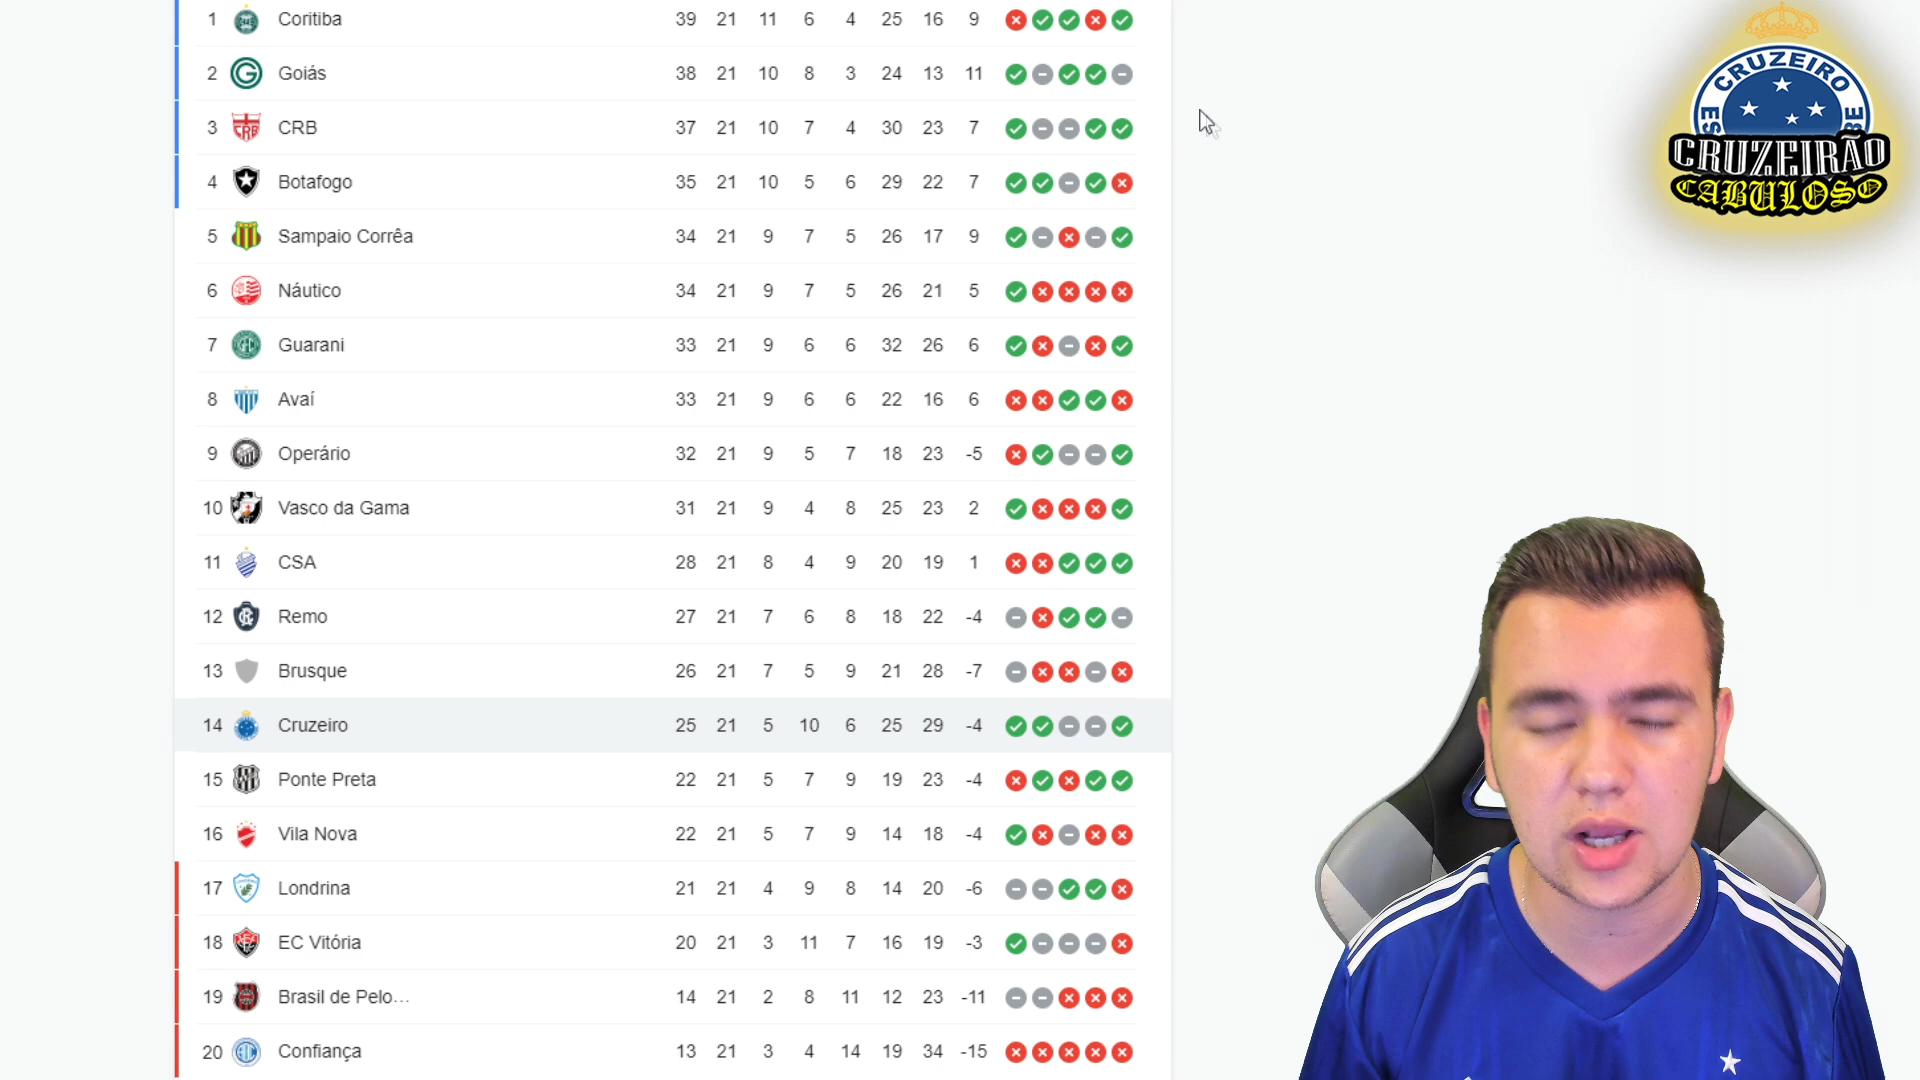 1 Coritiba 39 21 11 6 4 25 16 9
2 Goiás 38 21 10 8 3 24 13 11
3 CRB 37 21 10 7 4 30 23 7
4 Botafogo 35 21 10 5 6 29 22 7
5 Sampaio Corrêa 34 21 9 7 5 26 17 9
6 Náutico 34 21 9 7 5 26 21 5
7 Guarani 33 21 9 6 6 32 26 6
8 Avaí 33 21 9 6 6 22 16 6
9 Operário 32 21 9 5 7 18 23 -5
10 Vasco da Gama 31 21 9 4 8 25 23 2
11 CSA 28 21 8 4 9 20 19 1
12 Remo 27 21 7 6 8 18 22 -4
13 Brusque 26 21 7 5 9 21 28 -7
14 Cruzeiro 25 21 5 10 6 25 29 -4
15 Ponte Preta 22 21 5 7 9 19 23 -4
16 Vila Nova 22 21 5 7 9 14 18 -4
17 Londrina 21 21 4 9 8 14 20 -6
18 EC Vitória 20 21 3 11 7 16 19 -3
19 Brasil de Pelo... 14 21 2 8 11 12 23 -11
20 Confiança 13 21 3 4 14 19 34 -15
CRUZEIRO
CRUZEIRÃO
CABULOSO